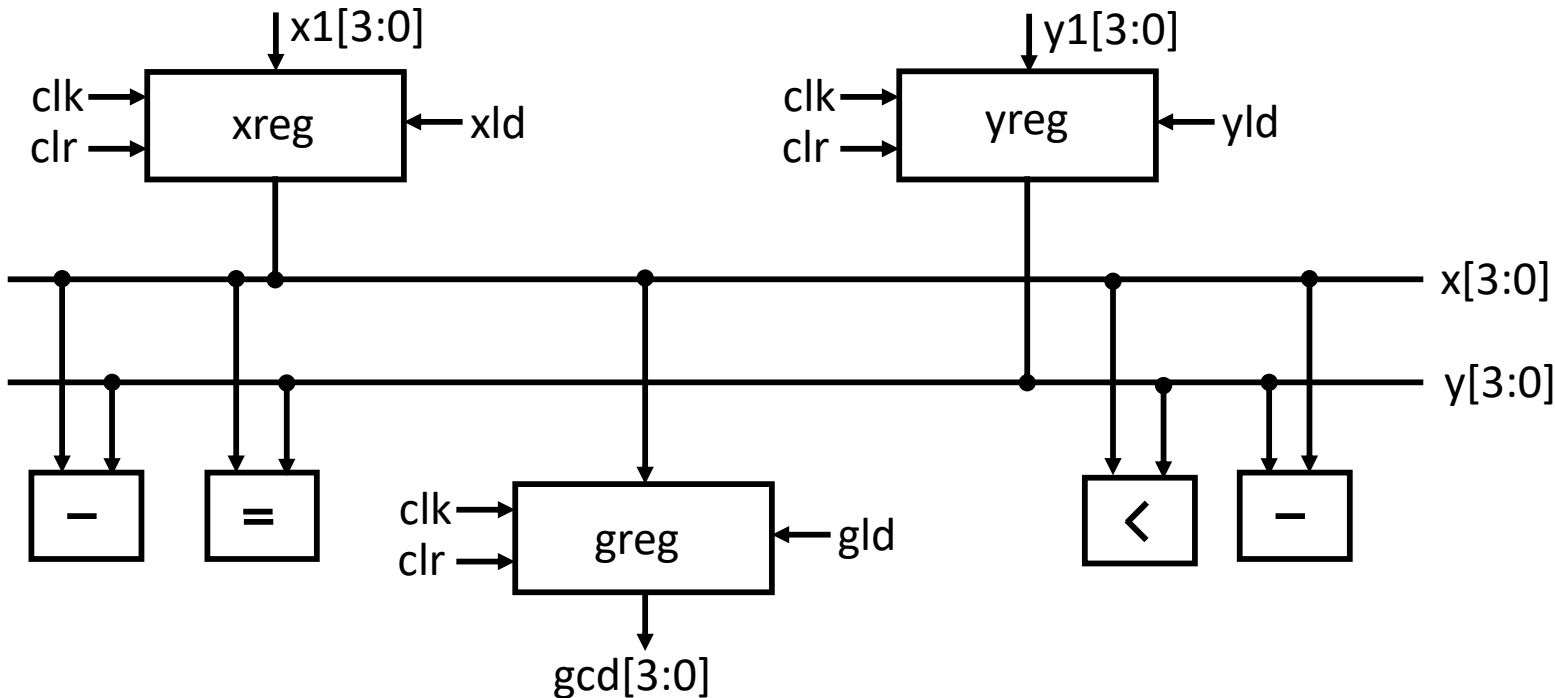 x1[3:0]
y1[3:0]
clk
clr
xreg
xld
clk
clr
yreg
yld
x[3:0]
y[3:0]
–
=
clk
clr
greg
gld
<
–
gcd[3:0]